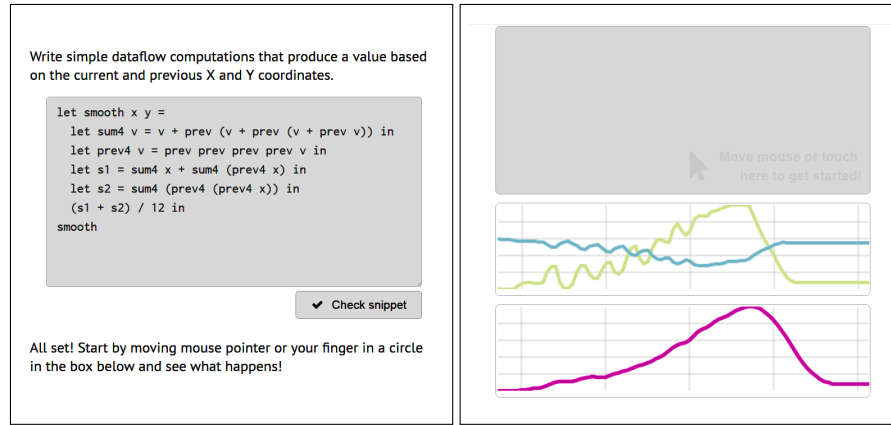 Write simple dataflow computations that produce a value based
on the current and previous X and Y coordinates.
let smooth x y =
  let sum4 v = v + prev (v + prev (v + prev v)) in
  let prev4 v = prev prev prev prev v in
  let s1 = sum4 x + sum4 (prev4 x) in
  let s2 = sum4 (prev4 (prev4 x)) in
  (s1 + s2) / 12 in
smooth
Check snippet
All set! Start by moving mouse pointer or your finger in a circle
in the box below and see what happens!
Move mouse or touch
here to get started!